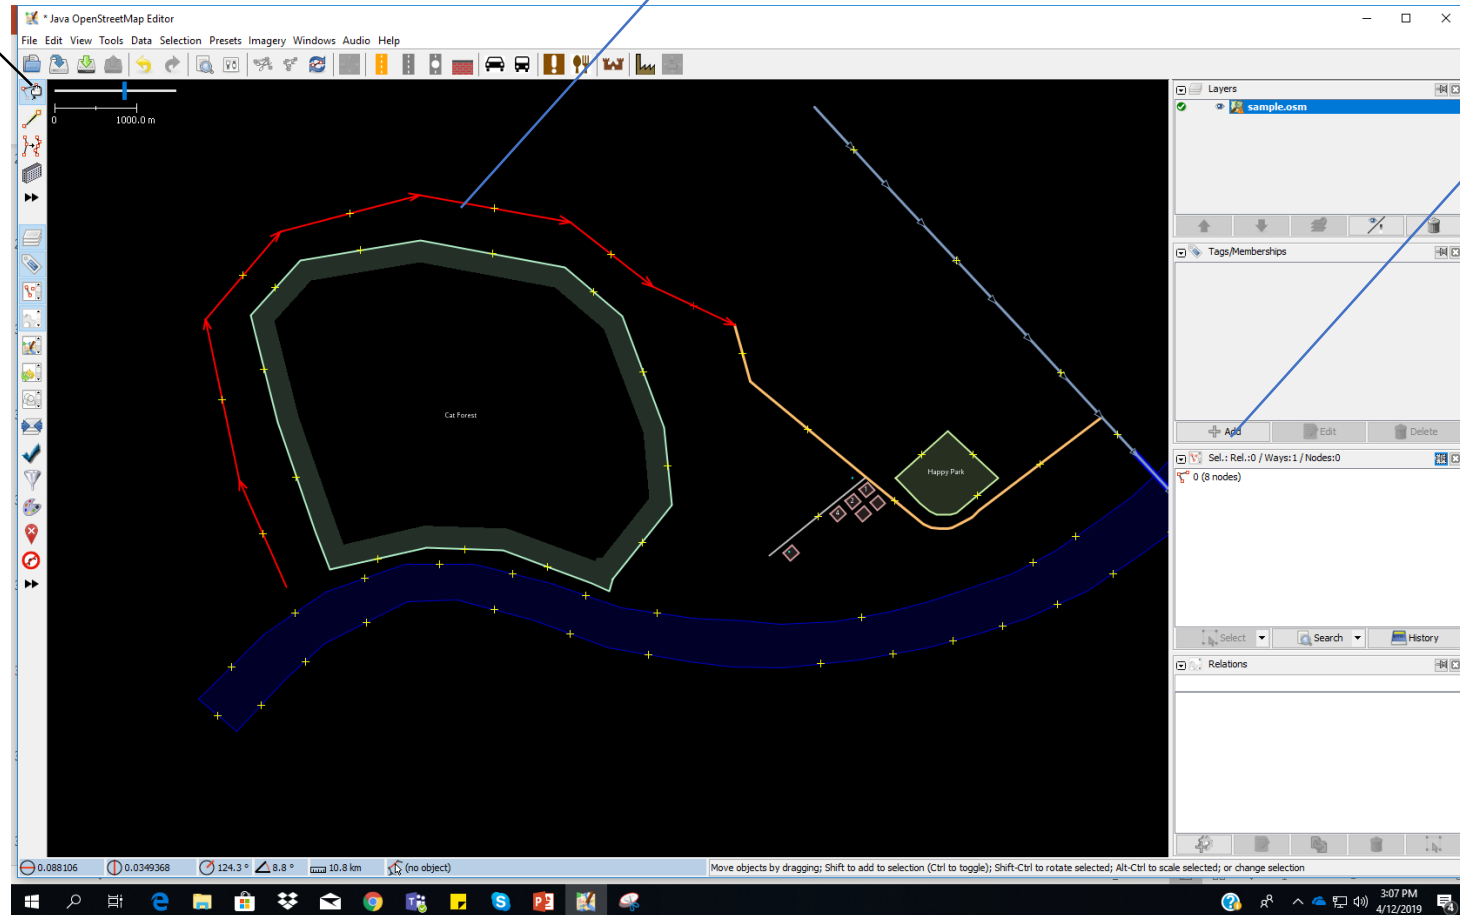 * Java OpenStreetMap Editor
File Edit View Tools Data Selection Presets Imagery Windows Audio Help
0 1000.0 m
Layers
sample.osm
Tags/Memberships
Add Edit Delete
Sel.: Rel.:0 / Ways:1 / Nodes:0
0 (8 nodes)
Select Search History
Relations
Cat Forest
Happy Park
0.088106 0.0349368 124.3 ° 8.8 ° 10.8 km (no object) Move objects by dragging; Shift to add to selection (Ctrl to toggle); Shift-Ctrl to rotate selected; Alt-Ctrl to scale selected; or change selection
3:07 PM
4/12/2019